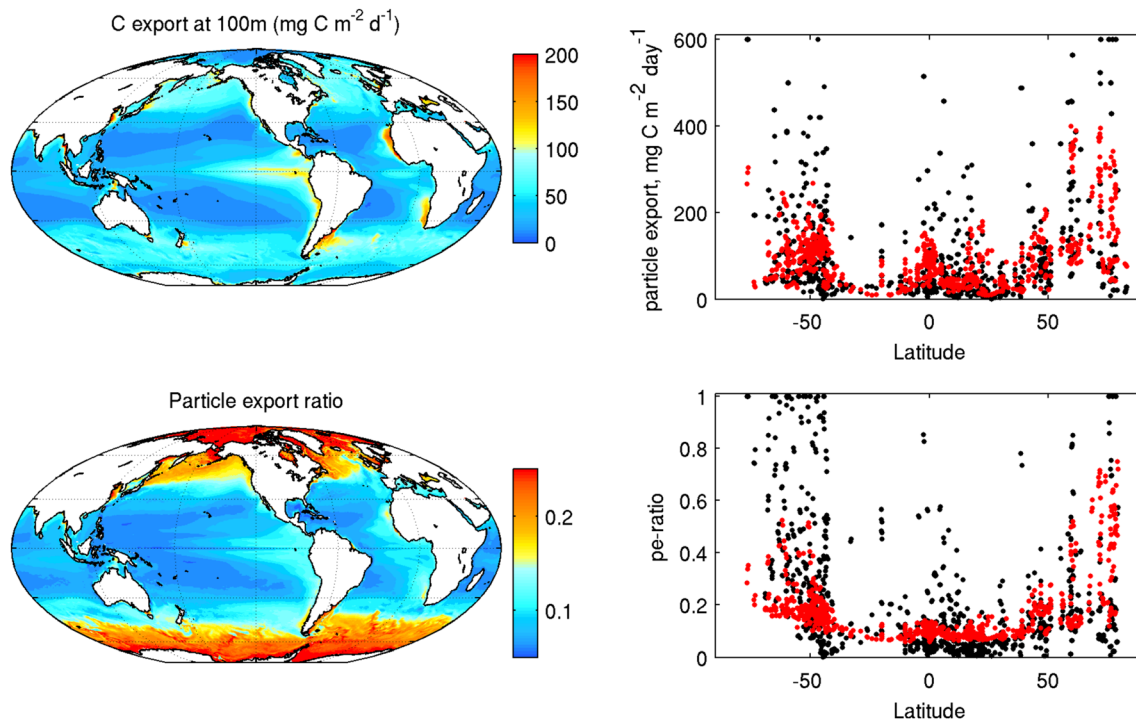 C export at 100m (mg C m⁻² d⁻¹)
200
150
100
50
0
particle export, mg C m⁻² day⁻¹
600
400
200
0
-50 0 50
Latitude
Particle export ratio
0.2
0.1
pe-ratio
1
0.8
0.6
0.4
0.2
0
-50 0 50
Latitude